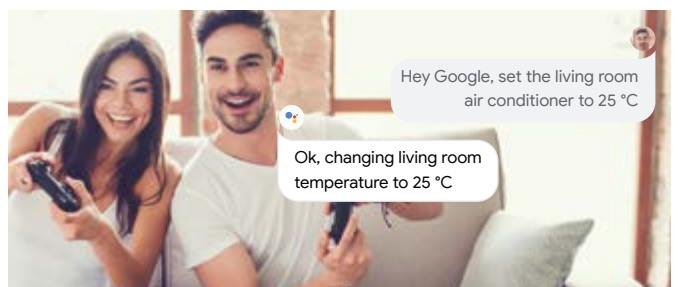 Hey Google, set the living room
air conditioner to 25 °C
Ok, changing living room
temperature to 25 °C